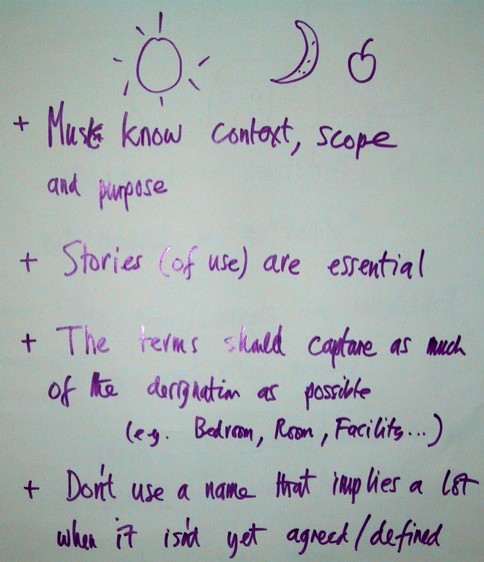 + Must know context, scope
and purpose
+ Stories (of use) are essential
+ The terms should capture as much
of the designation as possible
(e.g. Bedroom, Room, Facility...)
+ Don't use a name that implies a lot
when it isn't yet agreed/defined